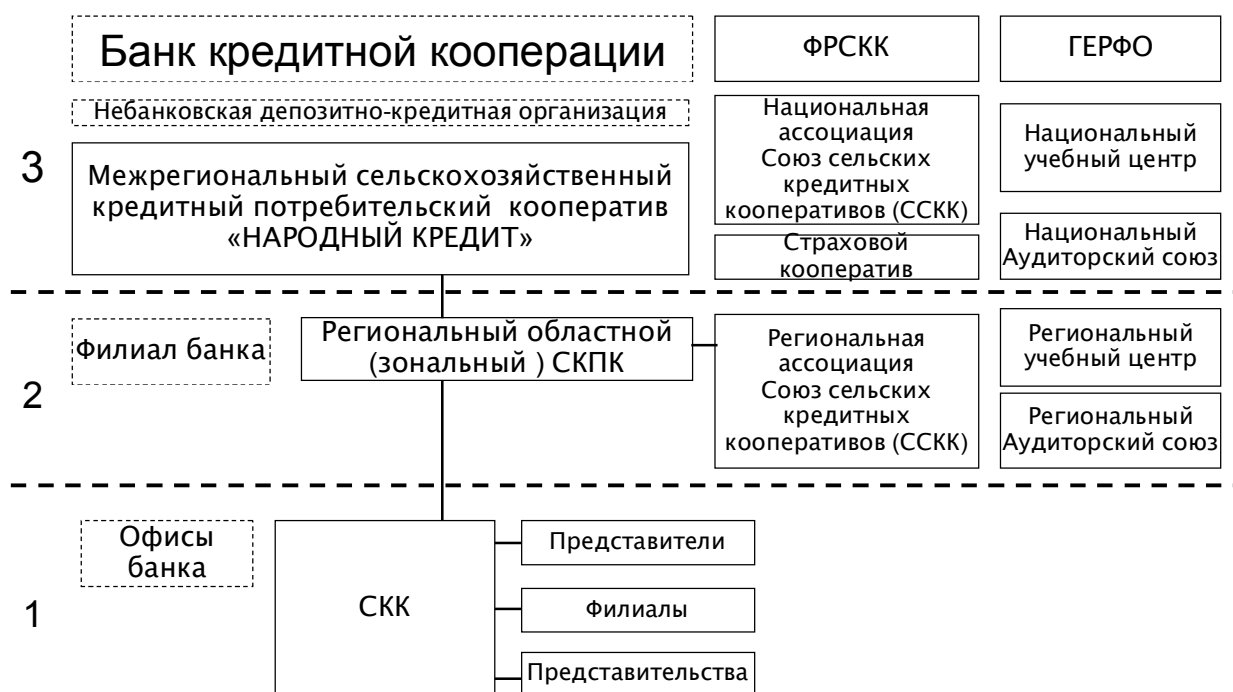 Банк кредитной кооперации
ФРСКК
ГЕРФО
Небанковская депозитно-кредитная организация
Национальная
ассоциация
Союз сельских
кредитных
кооперативов (ССКК)
Национальный
учебный центр
3
Межрегиональный сельскохозяйственный
кредитный потребительский кооператив
«НАРОДНЫЙ КРЕДИТ»
Страховой
кооператив
Национальный
Аудиторский союз
Филиал банка
Региональный областной
(зональный ) СКПК
Региональная
ассоциация
Союз сельских
кредитных
кооперативов (ССКК)
Региональный
учебный центр
2
Региональный
Аудиторский союз
Офисы
банка
Представители
1
СКК
Филиалы
Представительства